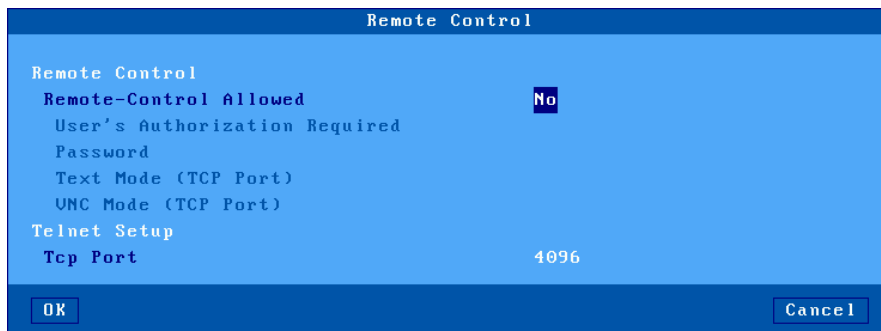 Remote Control
Remote Control
Remote-Control Allowed No
User's Authorization Required
Password
Text Mode (TCP Port)
VNC Mode (TCP Port)
Telnet Setup
Tcp Port 4096
OK Cancel